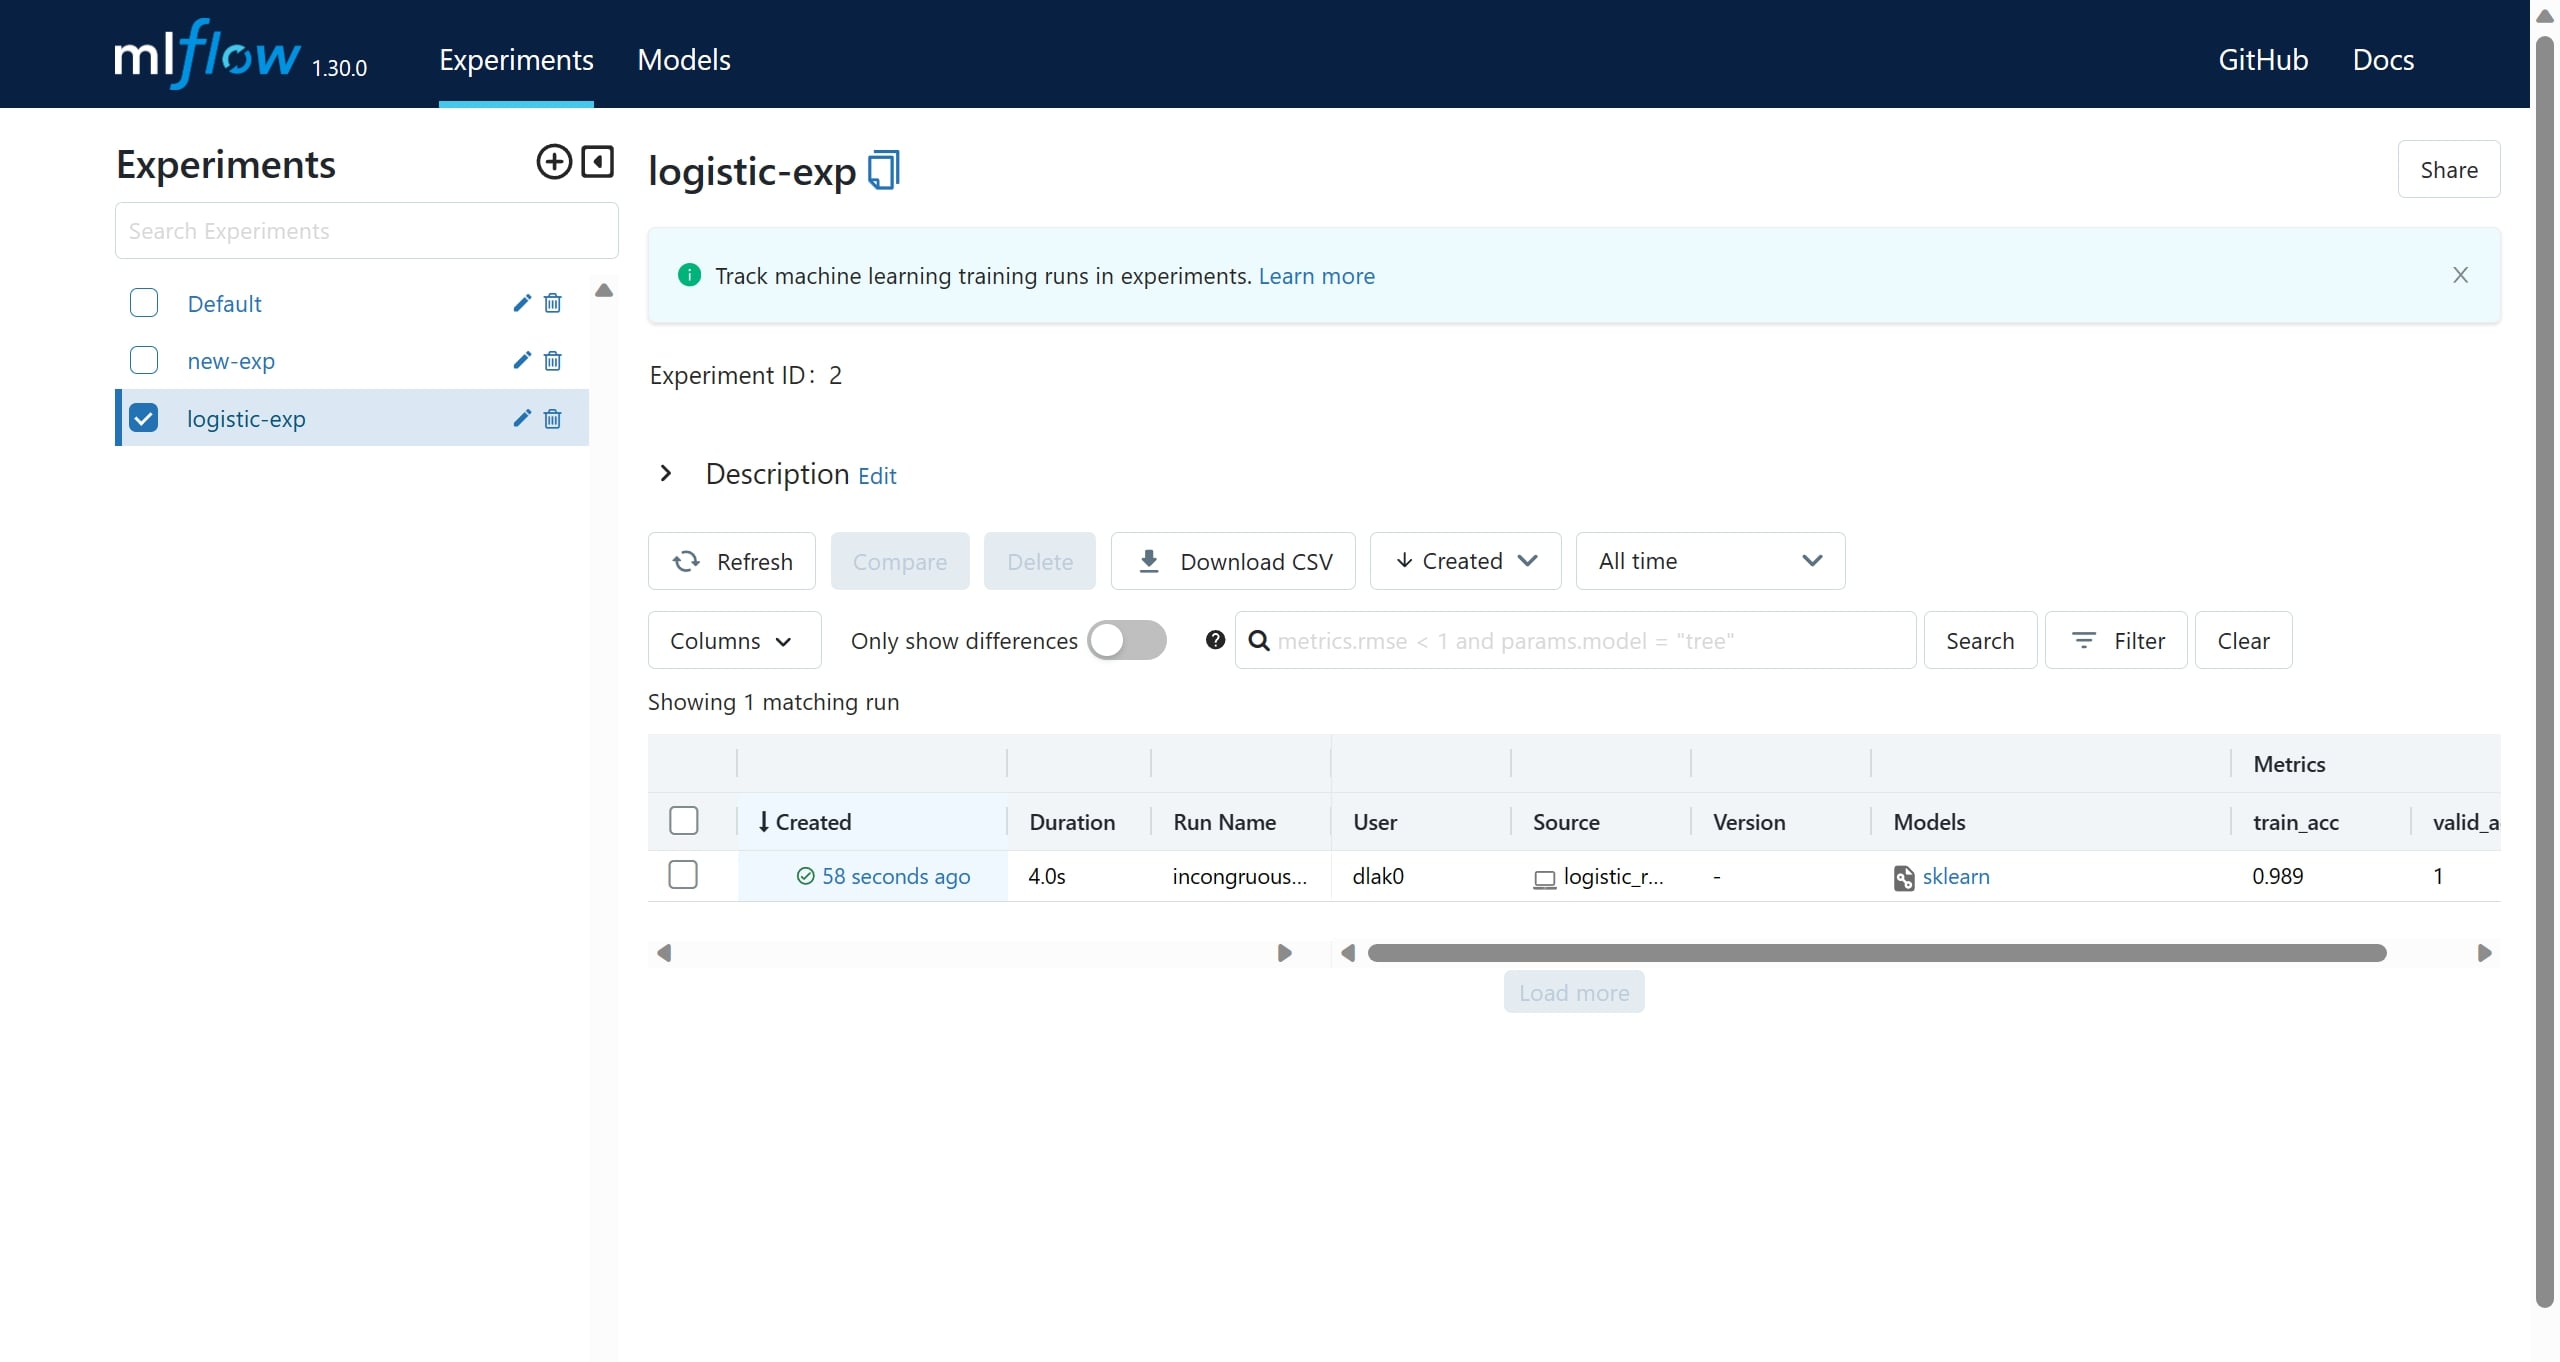 mlflow 1.30.0 Experiments Models GitHub Docs
Experiments
Search Experiments
Default
new-exp
logistic-exp
logistic-exp
Share
Track machine learning training runs in experiments. Learn more
Experiment ID: 2
Description Edit
Refresh Compare Delete Download CSV Created All time
Columns Only show differences metrics.rmse < 1 and params.model = "tree" Search Filter Clear
Showing 1 matching run
Metrics
Created Duration Run Name User Source Version Models train_acc valid_a
58 seconds ago 4.0s incongruous... dlak0 logistic_r... - sklearn 0.989 1
Load more